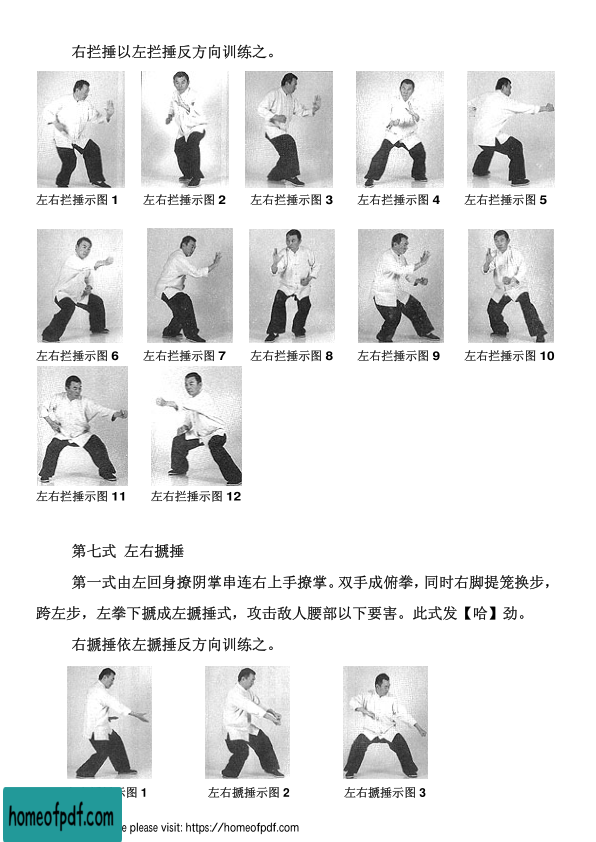 右拦捶以左拦捶反方向训练之。
左右拦捶示图 1 左右拦捶示图 2 左右拦捶示图 3 左右拦捶示图 4 左右拦捶示图 5
左右拦捶示图 6 左右拦捶示图 7 左右拦捶示图 8 左右拦捶示图 9 左右拦捶示图 10
左右拦捶示图 11 左右拦捶示图 12
第七式 左右搋捶
第一式由左回身撩阴掌串连右上手撩掌。双手成俯拳，同时右脚提笼换步，
跨左步，左拳下搋成左搋捶式，攻击敌人腰部以下要害。此式发【哈】劲。
右搋捶依左搋捶反方向训练之。
示图 1 左右搋捶示图 2 左右搋捶示图 3
homeofpdf.com
e please visit: https://homeofpdf.com